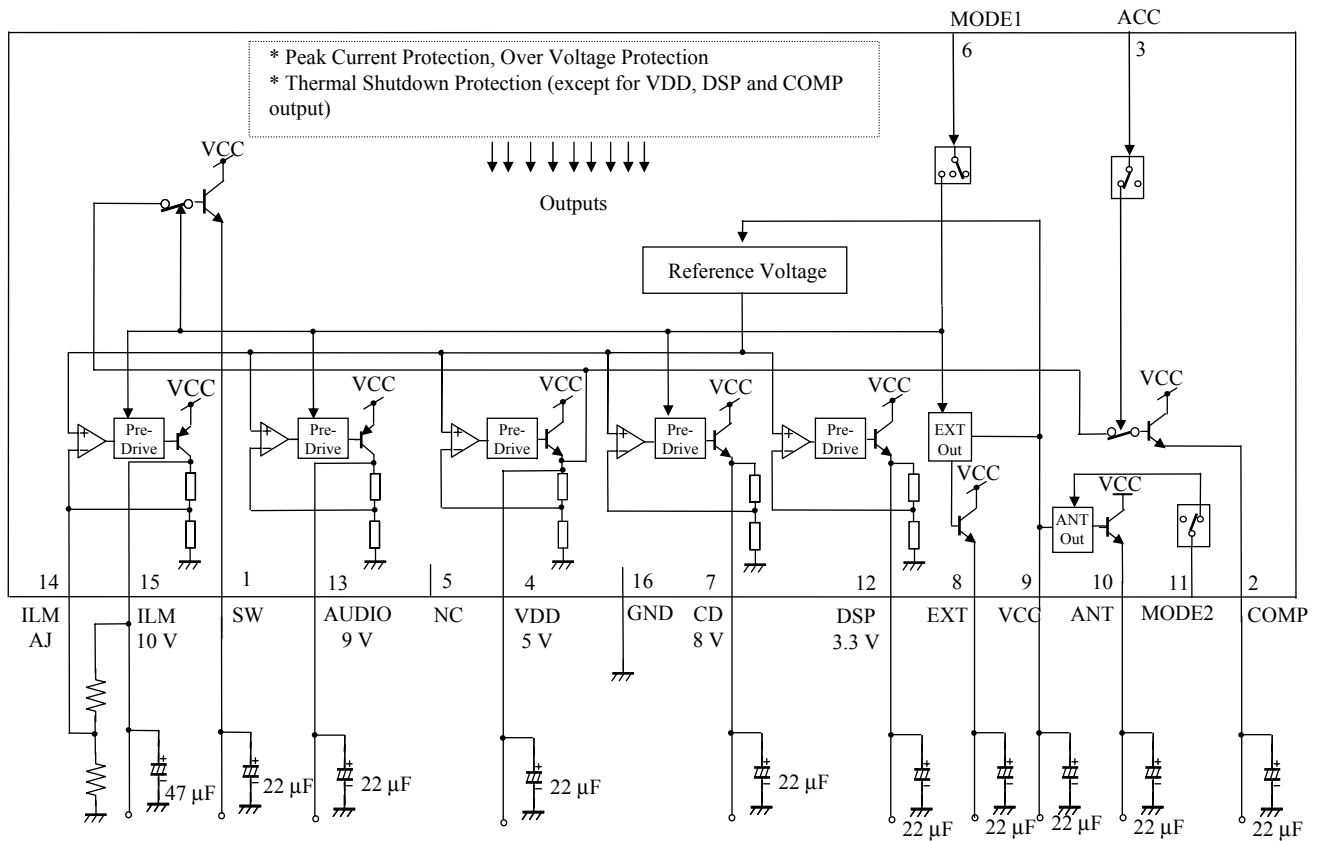 MODE1 ACC
6 3
* Peak Current Protection, Over Voltage Protection
* Thermal Shutdown Protection (except for VDD, DSP and COMP
output)
VCC
Outputs
Reference Voltage
VCC VCC VCC VCC VCC VCC
+ − Pre-
Drive
+ − Pre-
Drive
+ − Pre-
Drive
+ − Pre-
Drive
+ − Pre-
Drive
EXT
Out
VCC
VCC
ANT
Out
14 15 1 13 5 4 16 7 12 8 9 10 11 2
ILM
AJ
ILM
10 V
SW
AUDIO
9 V
NC
VDD
5 V
GND
CD
8 V
DSP
3.3 V
EXT
VCC
ANT
MODE2
COMP
+ − 47 µF
+ − 22 µF
+ − 22 µF
+ − 22 µF
+ − 22 µF
+ − 22 µF
+ − 22 µF
+ − 22 µF
+ − 22 µF
+ − 22 µF